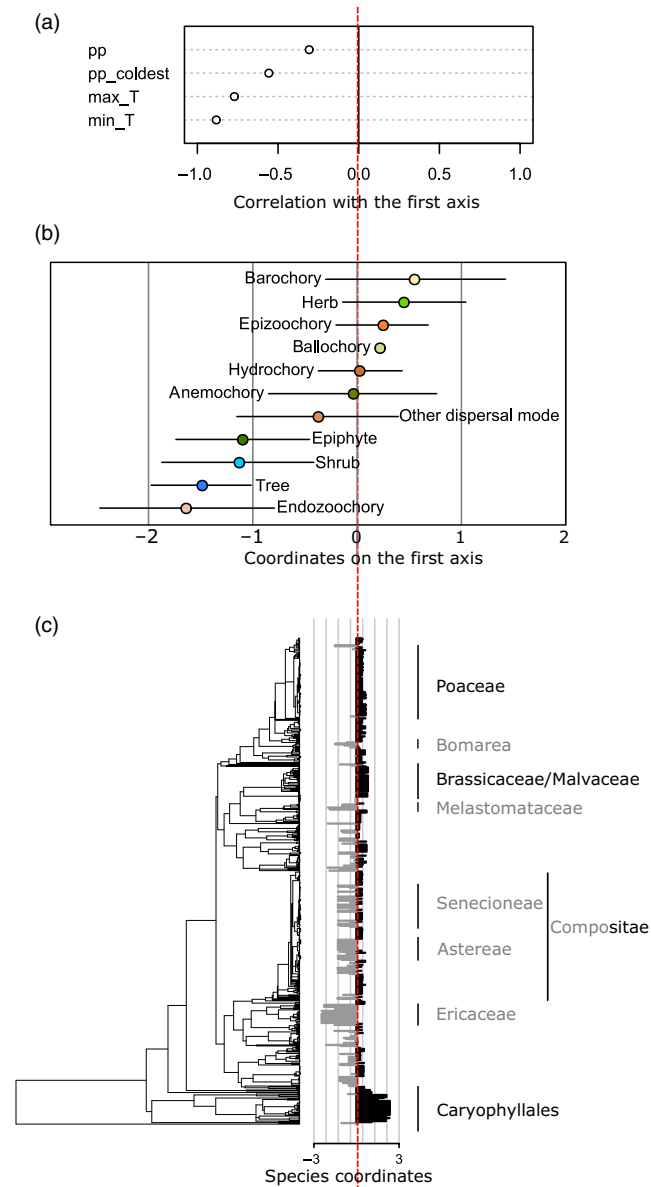 (a)
pp
pp_coldest
max_T
min_T
−1.0 −0.5 0.0 0.5 1.0
Correlation with the first axis
(b)
Barochory
Herb
Epizoochory
Ballochory
Hydrochory
Anemochory
Other dispersal mode
Epiphyte
Shrub
Tree
Endozoochory
−2 −1 0 1 2
Coordinates on the first axis
(c)
Poaceae
Bomarea
Brassicaceae/Malvaceae
Melastomataceae
Senecioneae
Compositae
Astereae
Ericaceae
Caryophyllales
−3 3
Species coordinates